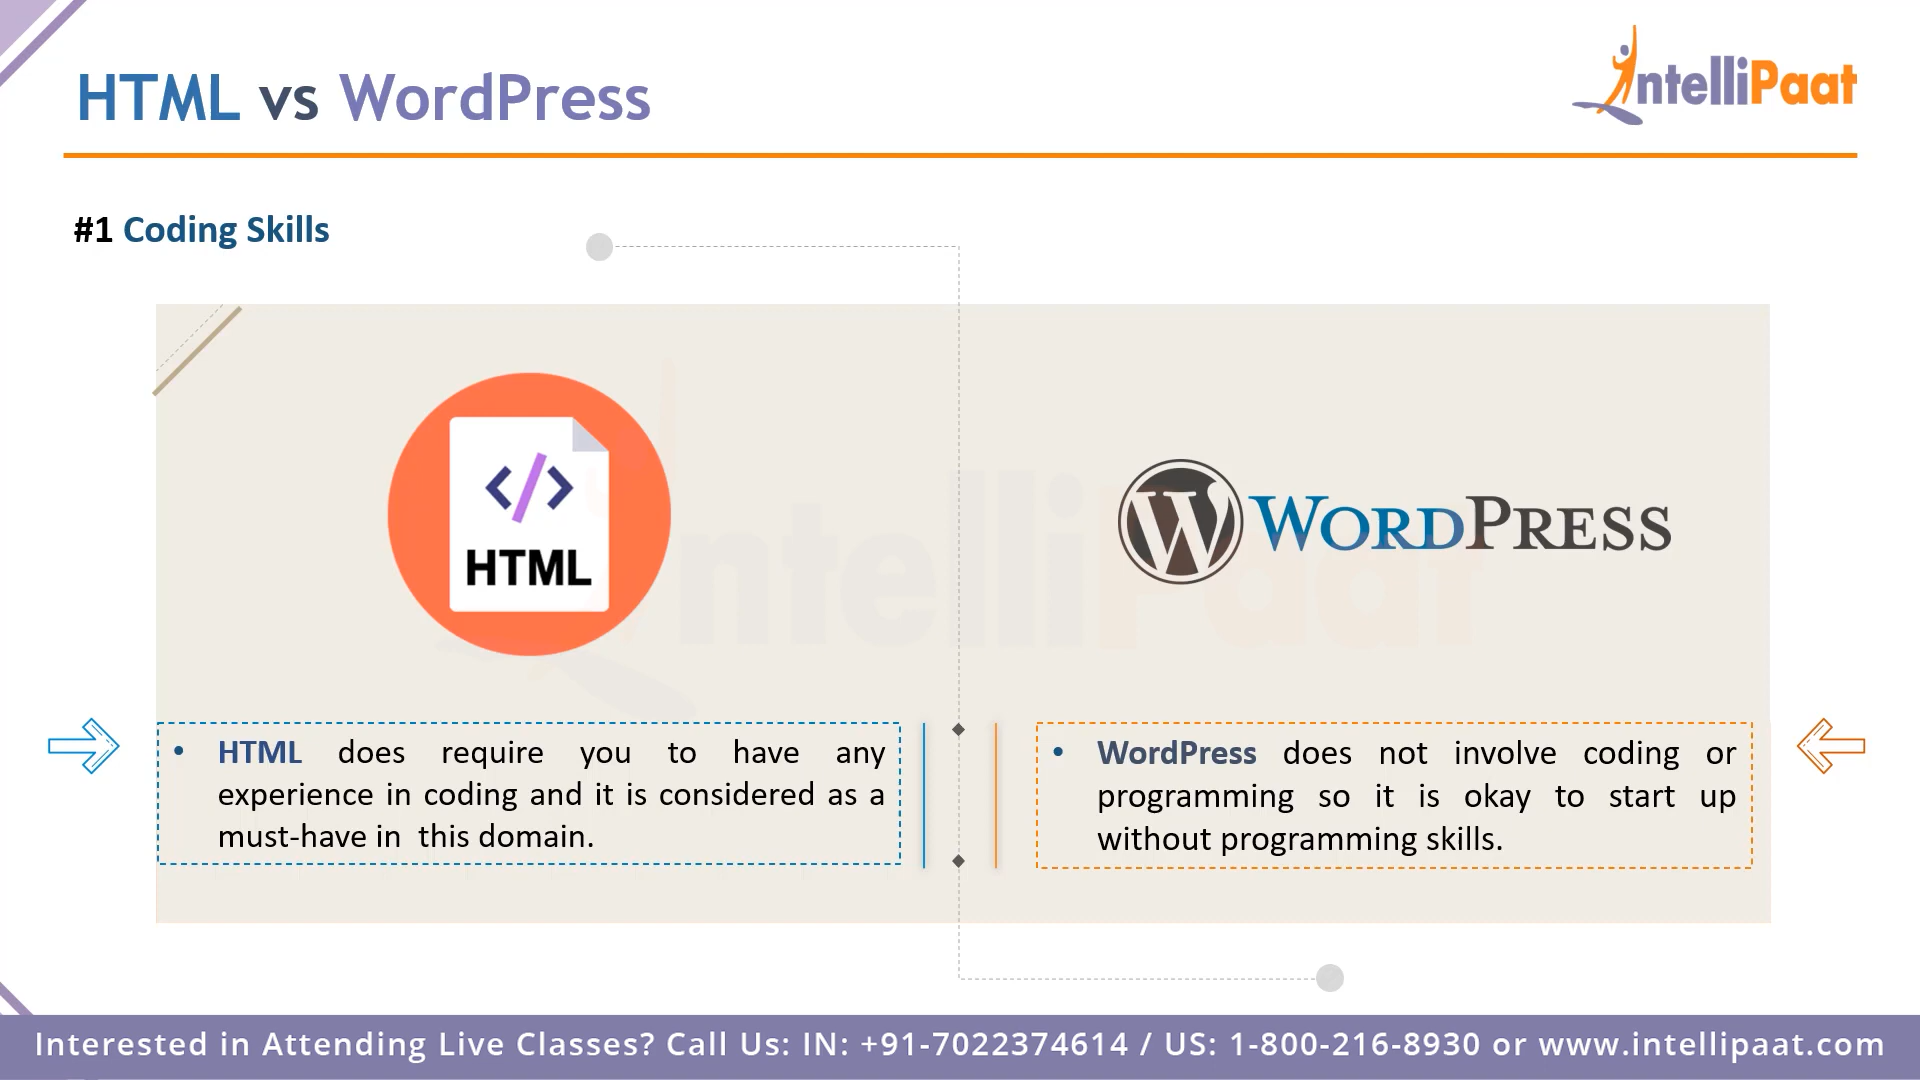 HTML vs WordPress
IntelliPaat
#1 Coding Skills
</>
HTML
W WORDPRESS
IntelliPaat
• HTML does require you to have any
experience in coding and it is considered as a
must-have in this domain.
• WordPress does not involve coding or
programming so it is okay to start up
without programming skills.
Interested in Attending Live Classes? Call Us: IN: +91-7022374614 / US: 1-800-216-8930 or www.intellipaat.com